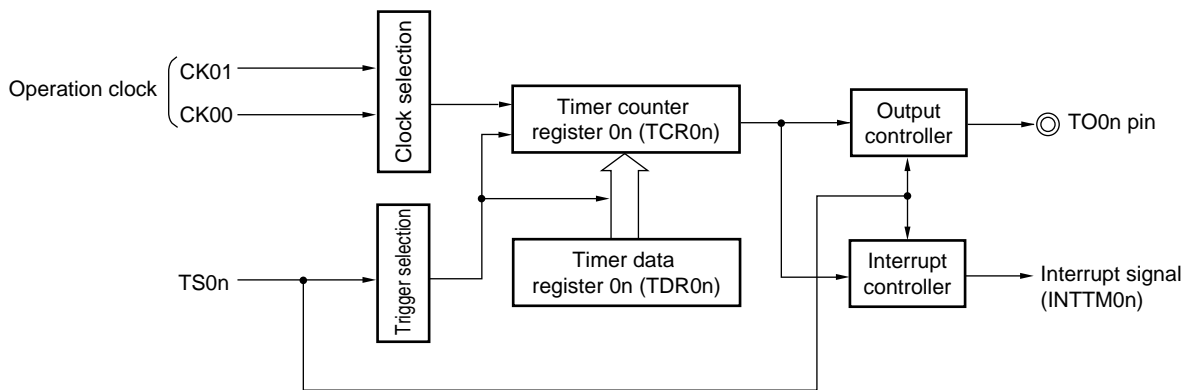 Operation clock
CK01
CK00
Clock selection
Timer counter
register 0n (TCR0n)
Output
controller
TO0n pin
TS0n
Trigger selection
Timer data
register 0n (TDR0n)
Interrupt
controller
Interrupt signal
(INTTM0n)